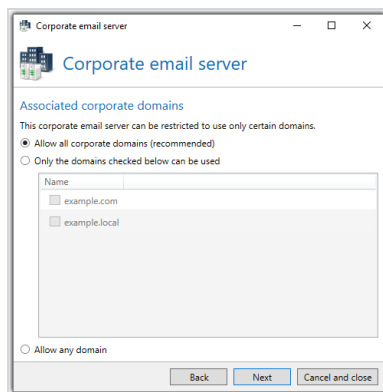 Corporate email server
Corporate email server
Associated corporate domains
This corporate email server can be restricted to use only certain domains.
Allow all corporate domains (recommended)
Only the domains checked below can be used
Name
example.com
example.local
Allow any domain
Back Next Cancel and close